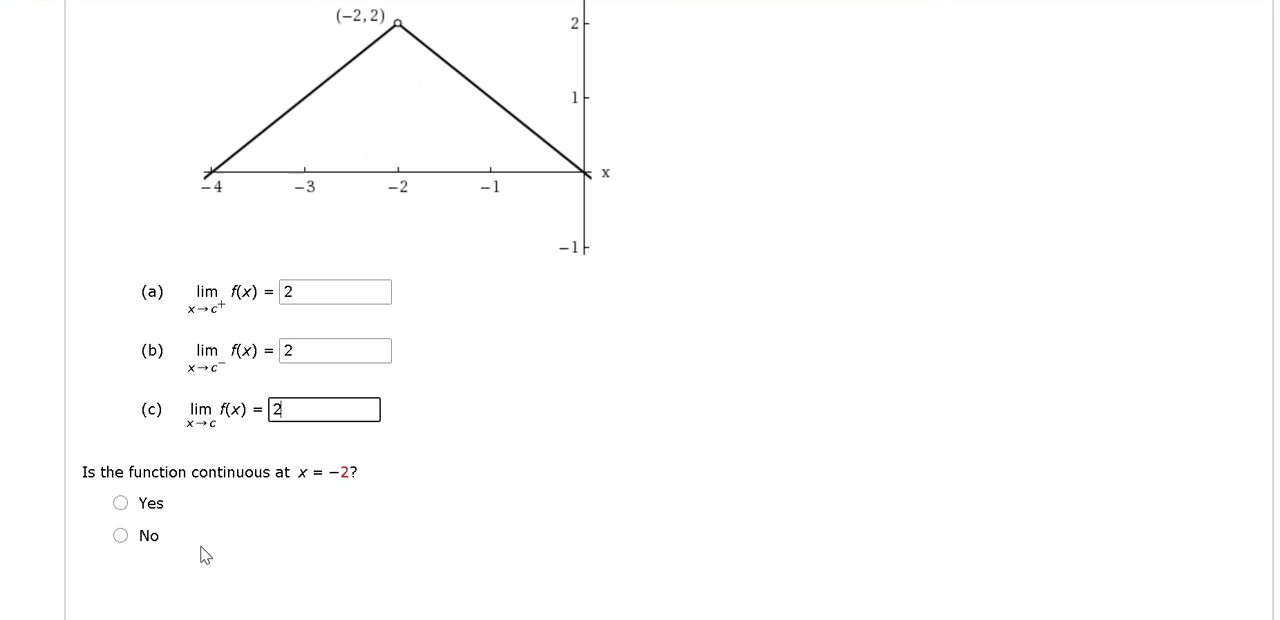 (−2, 2)
2
1
x
−4 −3 −2 −1
−1
(a) lim f(x) = 2
x→c⁺
(b) lim f(x) = 2
x→c⁻
(c) lim f(x) = 2
x→c
Is the function continuous at x = −2?
Yes
No